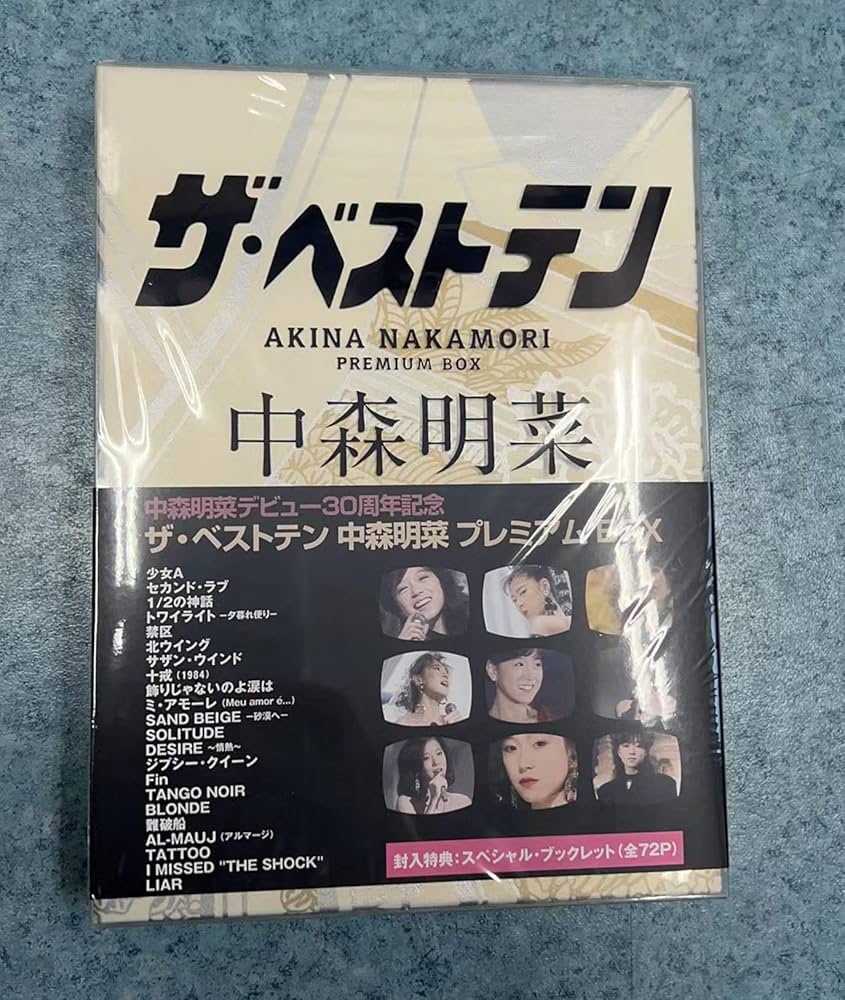 ザ・ベストテン
AKINA NAKAMORI
PREMIUM BOX
中森明菜
中森明菜デビュー30周年記念
ザ・ベストテン 中森明菜 プレミアム BOX
少女A
セカンド・ラブ
1/2の神話
トワイライト －夕暮れ便り－
禁区
北ウイング
サザン・ウインド
十戒(1984)
飾りじゃないのよ涙は
ミ・アモーレ (Meu amor é...)
SAND BEIGE －砂漠へ－
SOLITUDE
DESIRE ～情熱～
ジプシー・クイーン
Fin
TANGO NOIR
BLONDE
難破船
AL-MAUJ (アルマージ)
TATTOO
I MISSED "THE SHOCK"
LIAR
封入特典：スペシャル・ブックレット(全72P)